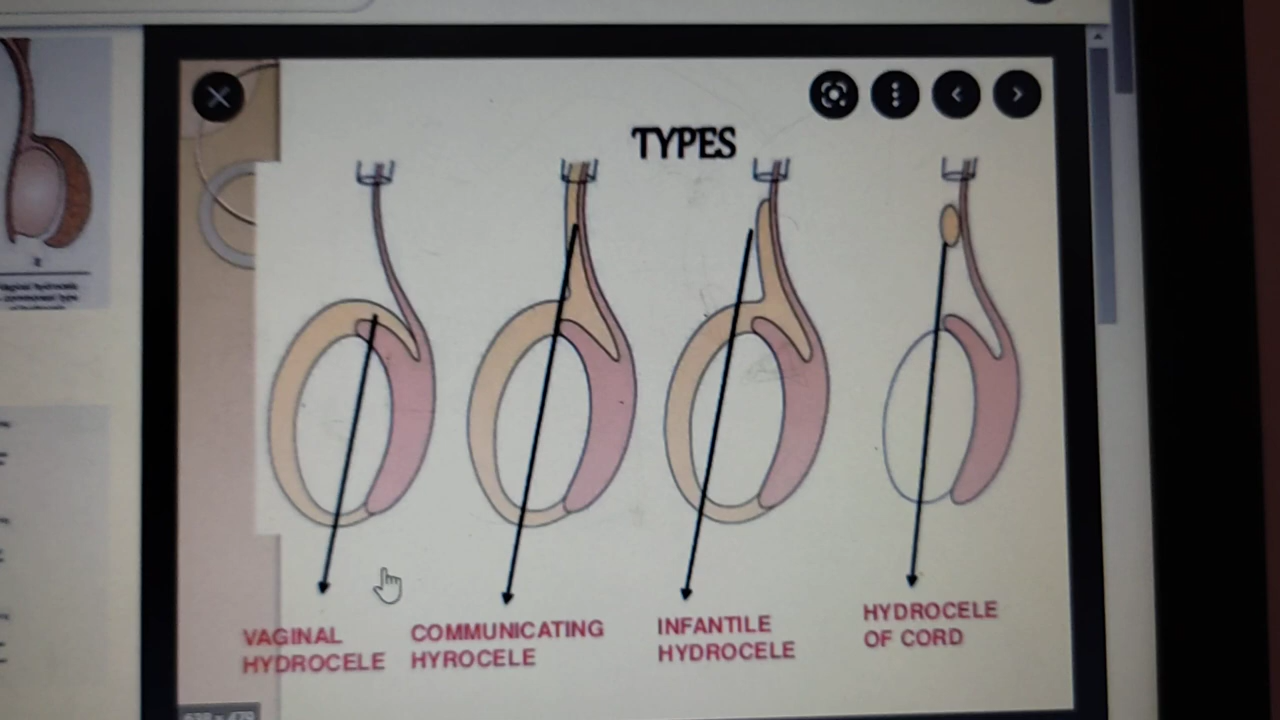 TYPES
VAGINAL
HYDROCELE
COMMUNICATING
HYROCELE
INFANTILE
HYDROCELE
HYDROCELE
OF CORD